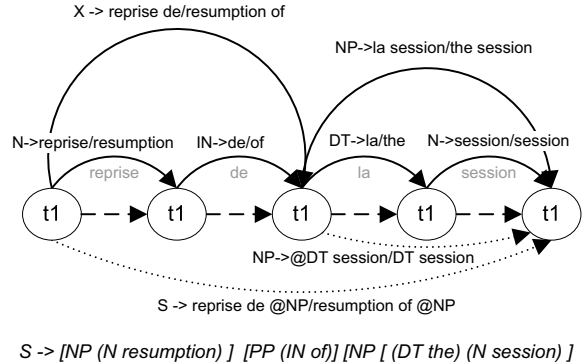 X -> reprise de/resumption of
NP->la session/the session
N->reprise/resumption
IN->de/of
DT->la/the
N->session/session
reprise
de
la
session
t1
t1
t1
t1
t1
NP->@DT session/DT session
S -> reprise de @NP/resumption of @NP
S -> [NP (N resumption) ] [PP (IN of)] [NP [ (DT the) (N session) ]